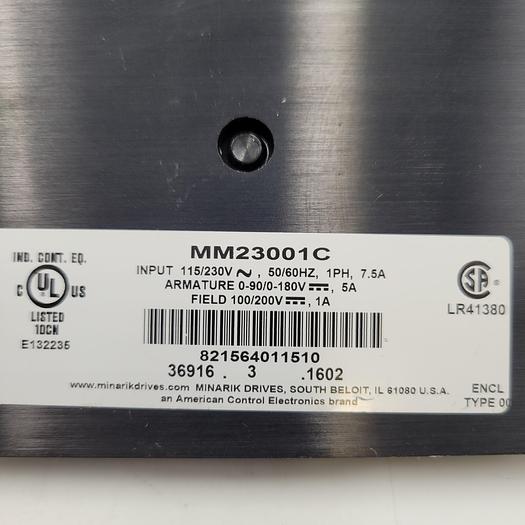 MM23001C
IND. CONT. EQ.
INPUT 115/230V ~, 50/60HZ, 1PH, 7.5A
ARMATURE 0-90/0-180V ⎓, 5A
FIELD 100/200V ⎓, 1A
C UL US
LISTED
1DCN
E132235
SA
LR41380
821564011510
36916 . 3 .1602
www.minarikdrives.com MINARIK DRIVES, SOUTH BELOIT, IL 61080 U.S.A.
an American Control Electronics brand
ENCL
TYPE 00